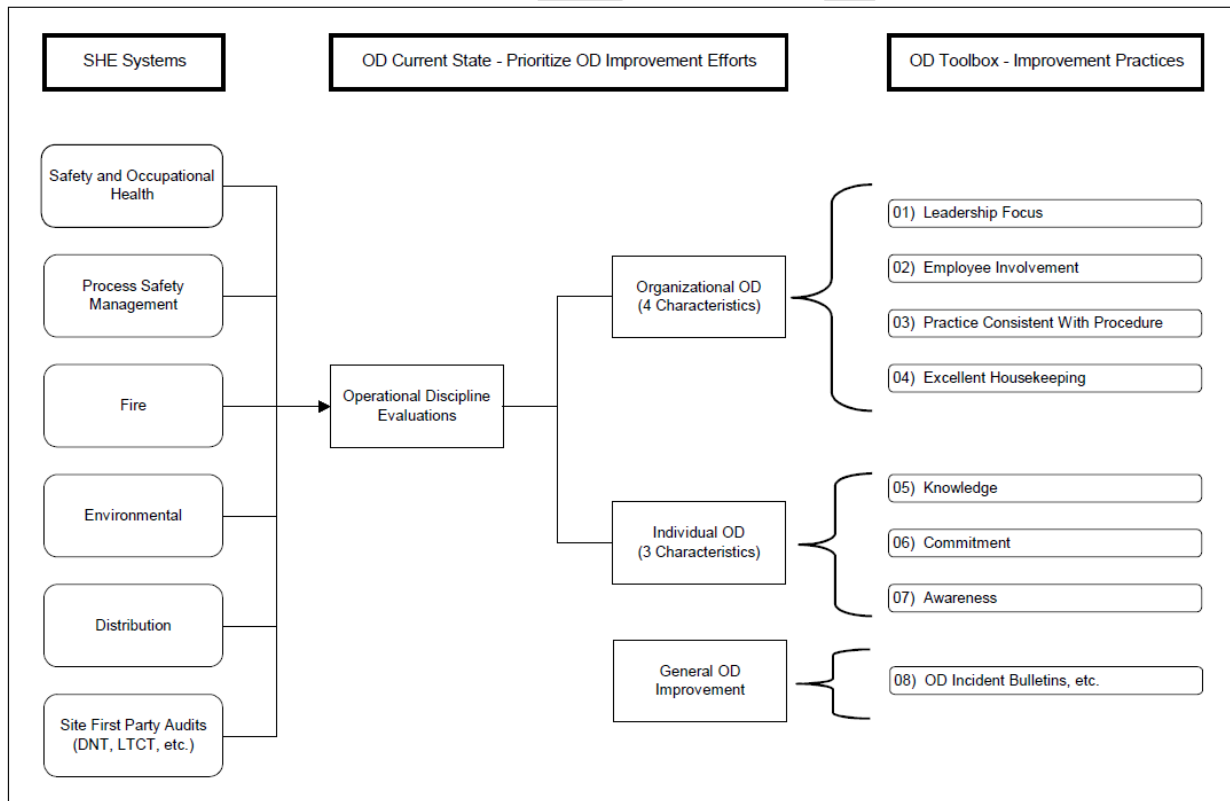 SHE Systems
OD Current State - Prioritize OD Improvement Efforts
OD Toolbox - Improvement Practices
Safety and Occupational
Health
Process Safety
Management
Fire
Environmental
Distribution
Site First Party Audits
(DNT, LTCT, etc.)
Operational Discipline
Evaluations
Organizational OD
(4 Characteristics)
Individual OD
(3 Characteristics)
General OD
Improvement
01) Leadership Focus
02) Employee Involvement
03) Practice Consistent With Procedure
04) Excellent Housekeeping
05) Knowledge
06) Commitment
07) Awareness
08) OD Incident Bulletins, etc.